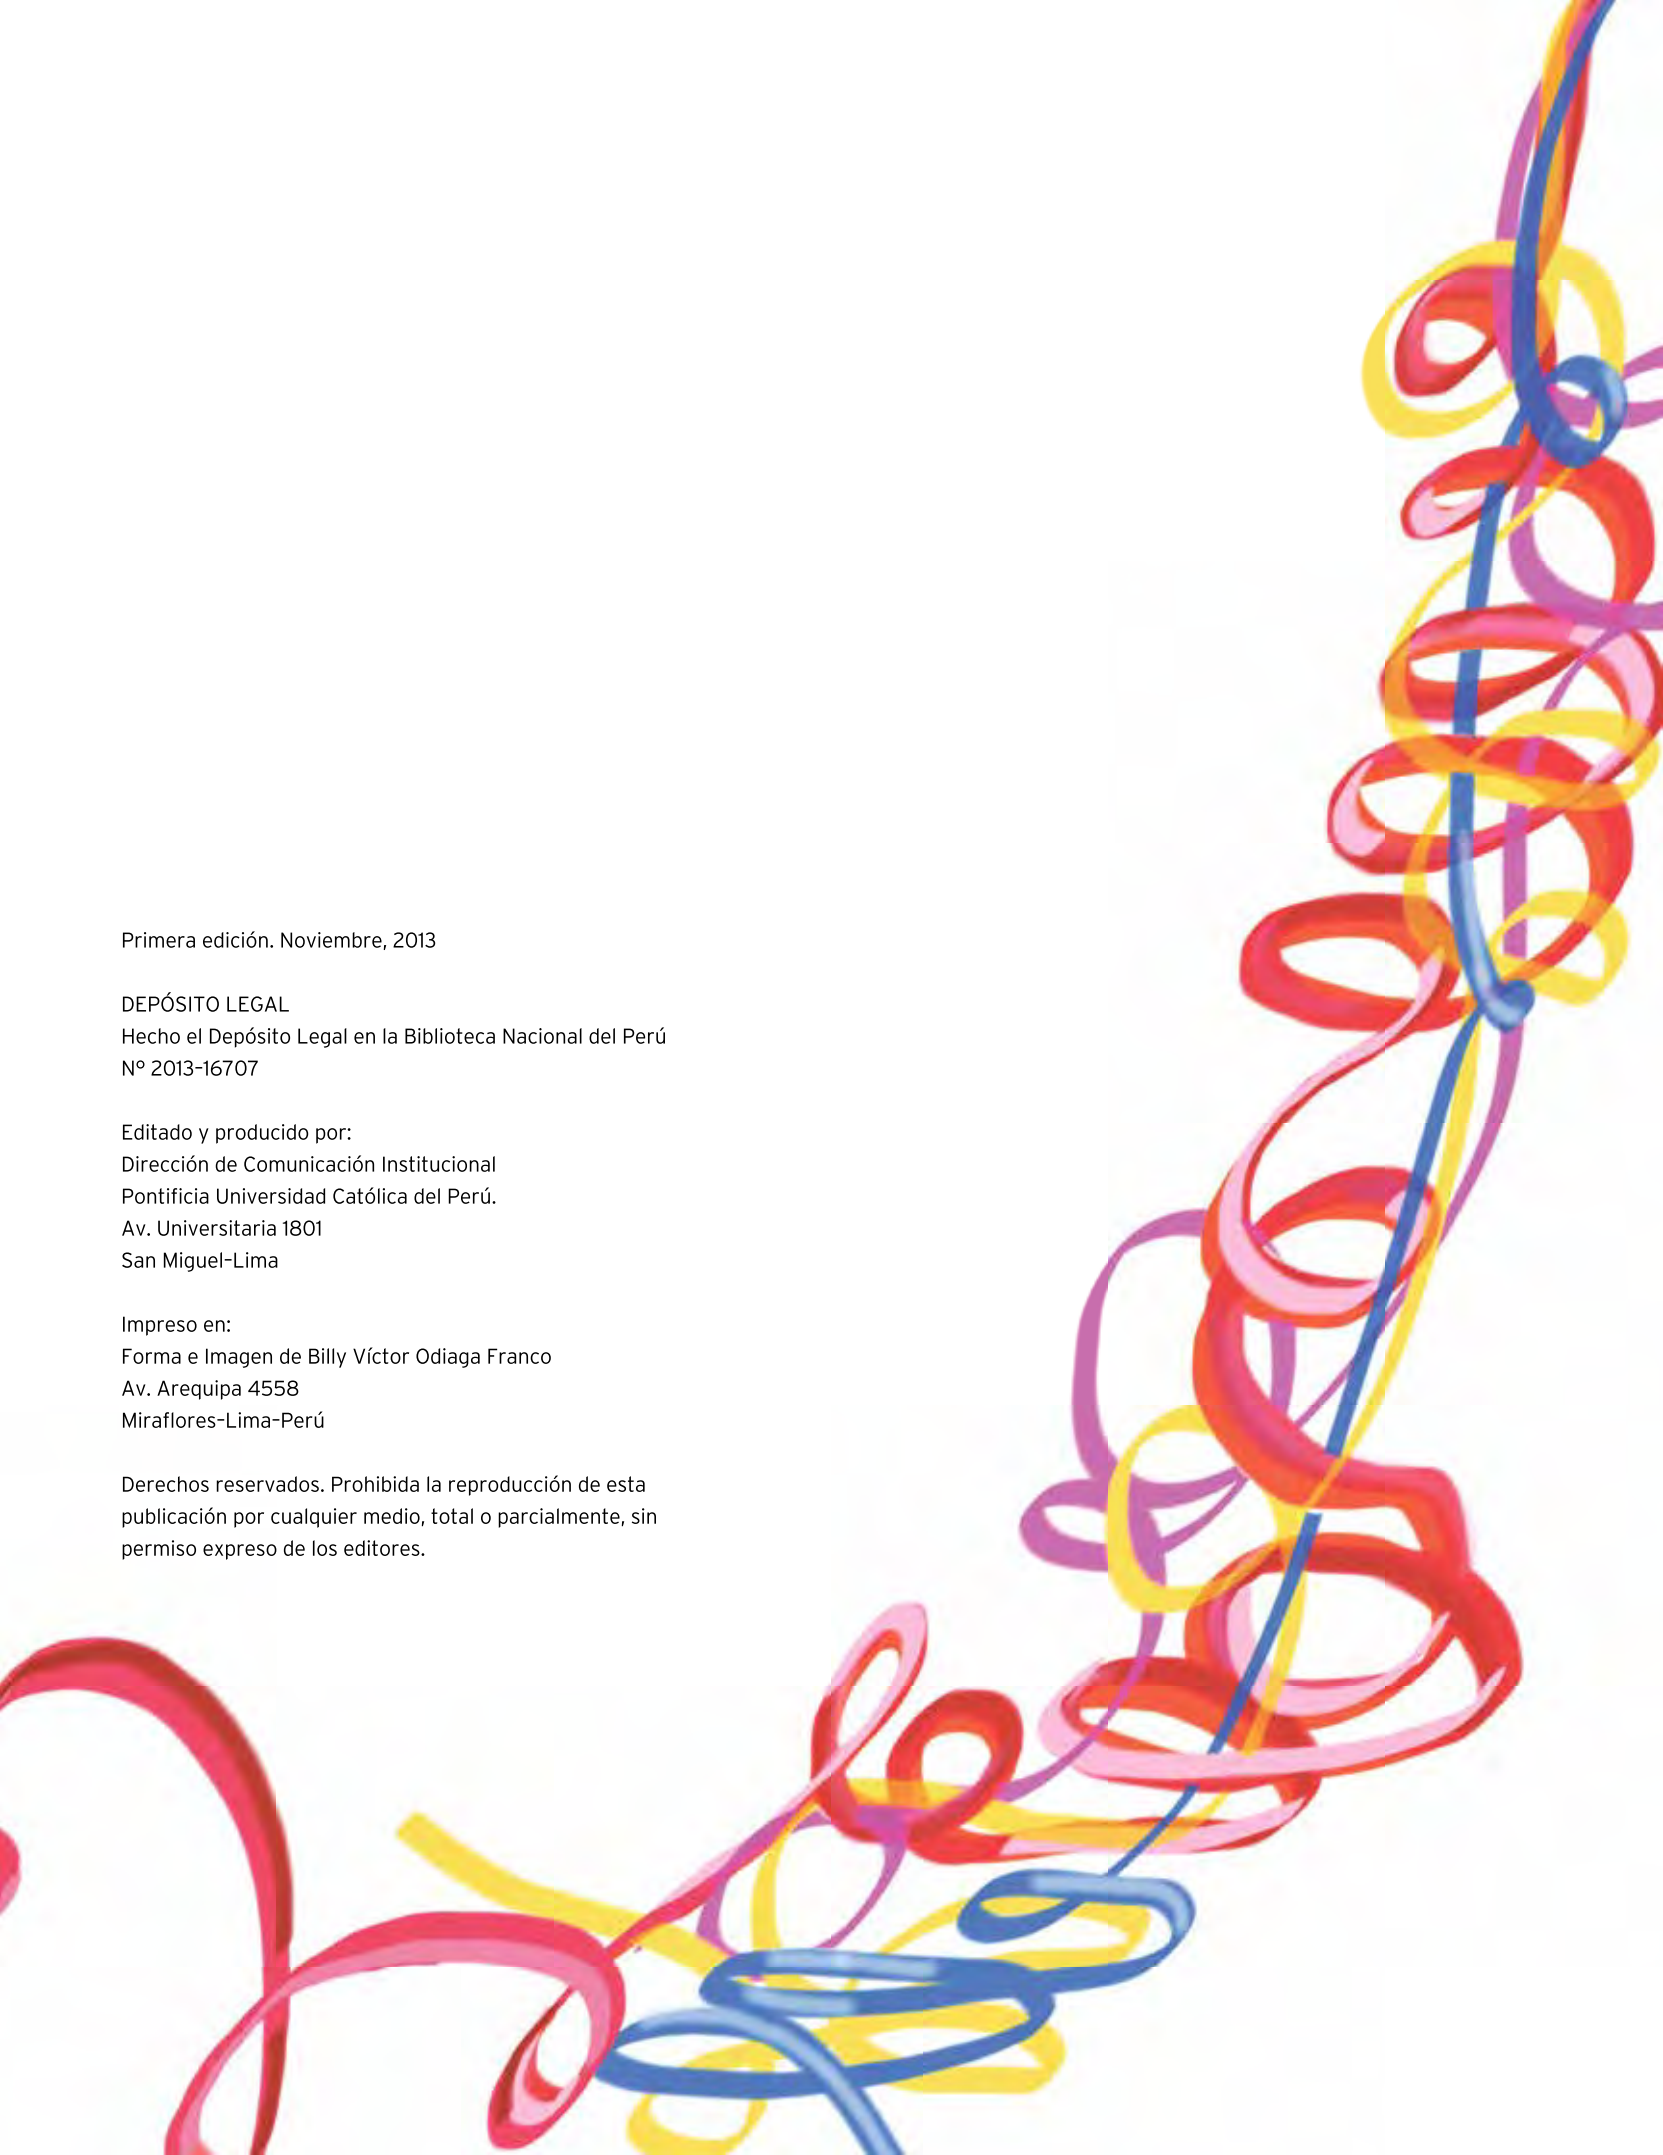 Primera edición. Noviembre, 2013
DEPÓSITO LEGAL
Hecho el Depósito Legal en la Biblioteca Nacional del Perú
Nº 2013-16707
Editado y producido por:
Dirección de Comunicación Institucional
Pontificia Universidad Católica del Perú.
Av. Universitaria 1801
San Miguel-Lima
Impreso en:
Forma e Imagen de Billy Víctor Odiaga Franco
Av. Arequipa 4558
Miraflores-Lima-Perú
Derechos reservados. Prohibida la reproducción de esta
publicación por cualquier medio, total o parcialmente, sin
permiso expreso de los editores.